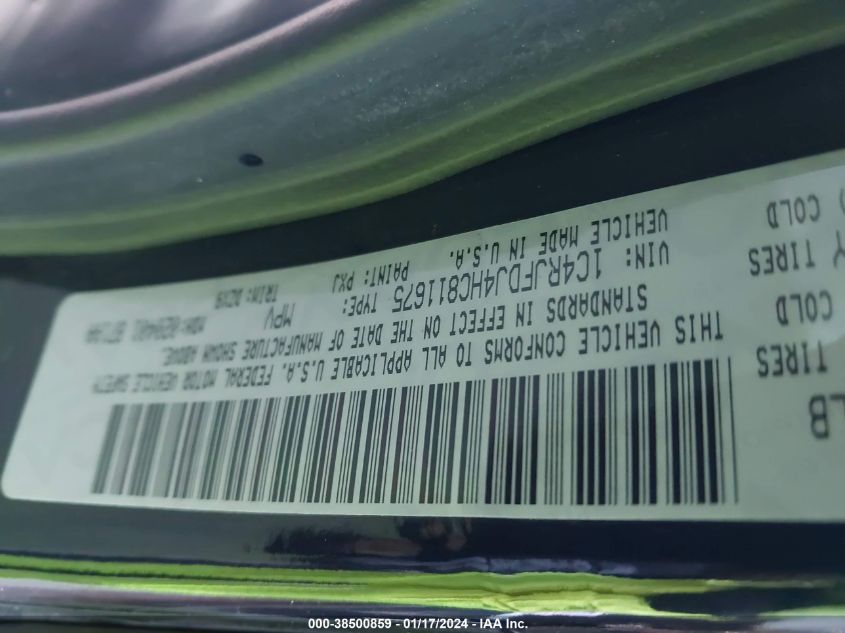 LB
TIRES COLD
Y TIRES COLD
THIS VEHICLE CONFORMS TO ALL APPLICABLE U.S.A. FEDERAL MOTOR VEHICLE SAFETY
STANDARDS IN EFFECT ON THE DATE OF MANUFACTURE SHOWN ABOVE.
VIN: 1C4RJFDJ4HC811675 TYPE: MPV
VEHICLE MADE IN U.S.A. PAINT: PXJ TRIM:
000-38500859 — 01/17/2024 — IAA Inc.